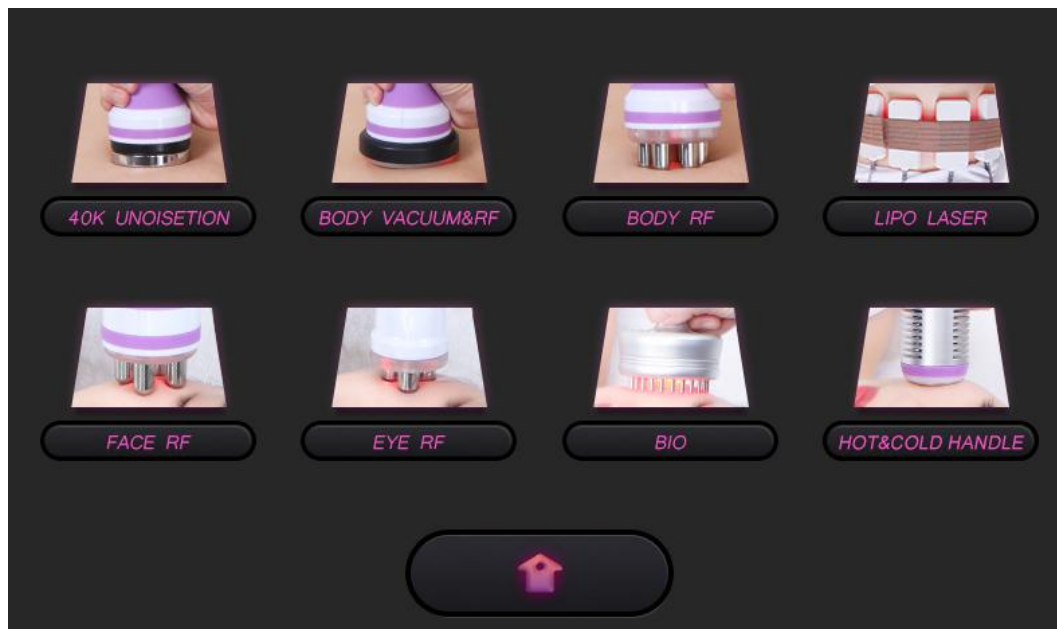 40K UNOISETION
BODY VACUUM&RF
BODY RF
LIPO LASER
FACE RF
EYE RF
BIO
HOT&COLD HANDLE